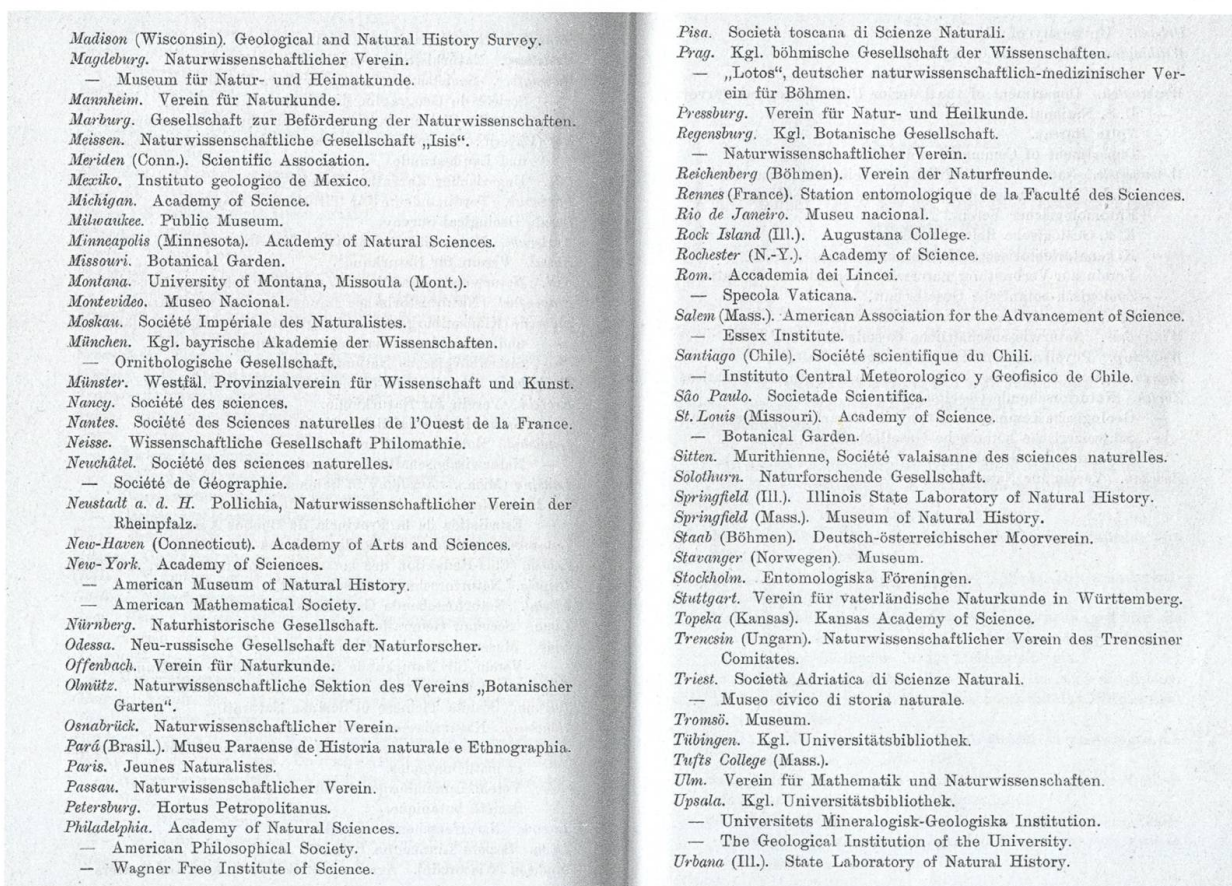 Madison (Wisconsin). Geological and Natural History Survey.
Magdeburg. Naturwissenschaftlicher Verein.
— Museum für Natur- und Heimatkunde.
Mannheim. Verein für Naturkunde.
Marburg. Gesellschaft zur Beförderung der Naturwissenschaften.
Meissen. Naturwissenschaftliche Gesellschaft „Isis“.
Meriden (Conn.). Scientific Association.
Mexiko. Instituto geologico de Mexico.
Michigan. Academy of Science.
Milwaukee. Public Museum.
Minneapolis (Minnesota). Academy of Natural Sciences.
Missouri. Botanical Garden.
Montana. University of Montana, Missoula (Mont.).
Montevideo. Museo Nacional.
Moskau. Société Impériale des Naturalistes.
München. Kgl. bayrische Akademie der Wissenschaften.
— Ornithologische Gesellschaft.
Münster. Westfäl. Provinzialverein für Wissenschaft und Kunst.
Nancy. Société des sciences.
Nantes. Société des Sciences naturelles de l'Ouest de la France.
Neisse. Wissenschaftliche Gesellschaft Philomathie.
Neuchâtel. Société des sciences naturelles.
— Société de Géographie.
Neustadt a. d. H. Pollichia, Naturwissenschaftlicher Verein der
Rheinpfalz.
New-Haven (Connecticut). Academy of Arts and Sciences.
New-York. Academy of Sciences.
— American Museum of Natural History.
— American Mathematical Society.
Nürnberg. Naturhistorische Gesellschaft.
Odessa. Neu-russische Gesellschaft der Naturforscher.
Offenbach. Verein für Naturkunde.
Olmütz. Naturwissenschaftliche Sektion des Vereins „Botanischer
Garten“.
Osnabrück. Naturwissenschaftlicher Verein.
Pará (Brasil.). Museu Paraense de Historia naturale e Ethnographia.
Paris. Jeunes Naturalistes.
Passau. Naturwissenschaftlicher Verein.
Petersburg. Hortus Petropolitanus.
Philadelphia. Academy of Natural Sciences.
— American Philosophical Society.
— Wagner Free Institute of Science.
Pisa. Società toscana di Scienze Naturali.
Prag. Kgl. böhmische Gesellschaft der Wissenschaften.
— „Lotos“, deutscher naturwissenschaftlich-medizinischer Ver-
ein für Böhmen.
Pressburg. Verein für Natur- und Heilkunde.
Regensburg. Kgl. Botanische Gesellschaft.
— Naturwissenschaftlicher Verein.
Reichenberg (Böhmen). Verein der Naturfreunde.
Rennes (France). Station entomologique de la Faculté des Sciences.
Rio de Janeiro. Museu nacional.
Rock Island (Ill.). Augustana College.
Rochester (N.-Y.). Academy of Science.
Rom. Accademia dei Lincei.
— Specola Vaticana.
Salem (Mass.). American Association for the Advancement of Science.
— Essex Institute.
Santiago (Chile). Société scientifique du Chili.
— Instituto Central Meteorologico y Geofisico de Chile.
São Paulo. Societade Scientifica.
St. Louis (Missouri). Academy of Science.
— Botanical Garden.
Sitten. Murithienne, Société valaisanne des sciences naturelles.
Solothurn. Naturforschende Gesellschaft.
Springfield (Ill.). Illinois State Laboratory of Natural History.
Springfield (Mass.). Museum of Natural History.
Staab (Böhmen). Deutsch-österreichischer Moorverein.
Stavanger (Norwegen). Museum.
Stockholm. Entomologiska Föreningen.
Stuttgart. Verein für vaterländische Naturkunde in Württemberg.
Topeka (Kansas). Kansas Academy of Science.
Trencsin (Ungarn). Naturwissenschaftlicher Verein des Trencsiner
Comitates.
Triest. Società Adriatica di Scienze Naturali.
— Museo civico di storia naturale.
Tromsö. Museum.
Tübingen. Kgl. Universitätsbibliothek.
Tufts College (Mass.).
Ulm. Verein für Mathematik und Naturwissenschaften.
Upsala. Kgl. Universitätsbibliothek.
— Universitets Mineralogisk-Geologiska Institution.
— The Geological Institution of the University.
Urbana (Ill.). State Laboratory of Natural History.